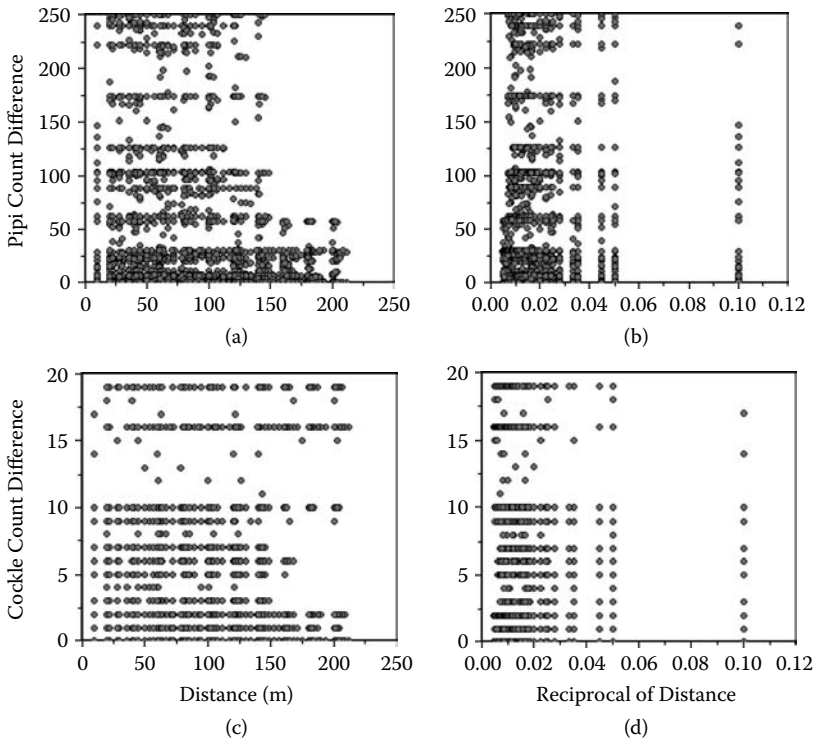 250
200
150
100
50
0
Pipi Count Difference
0 50 100 150 200 250
(a)
250
200
150
100
50
0
0.00 0.02 0.04 0.06 0.08 0.10 0.12
(b)
20
15
10
5
0
Cockle Count Difference
0 50 100 150 200 250
Distance (m)
(c)
20
15
10
5
0
0.00 0.02 0.04 0.06 0.08 0.10 0.12
Reciprocal of Distance
(d)